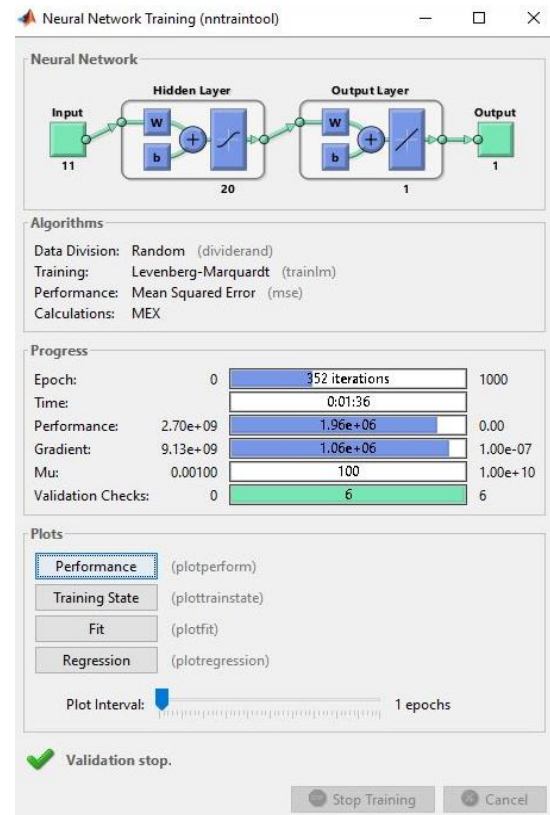 Neural Network Training (nntraintool)
Neural Network
Hidden Layer
Output Layer
Input
Output
W
W
b
b
11
20
1
1
Algorithms
Data Division: Random (dividerand)
Training: Levenberg-Marquardt (trainlm)
Performance: Mean Squared Error (mse)
Calculations: MEX
Progress
Epoch: 0 352 iterations 1000
Time: 0:01:36
Performance: 2.70e+09 1.96e+06 0.00
Gradient: 9.13e+09 1.06e+06 1.00e-07
Mu: 0.00100 100 1.00e+10
Validation Checks: 0 6 6
Plots
Performance (plotperform)
Training State (plottrainstate)
Fit (plotfit)
Regression (plotregression)
Plot Interval: 1 epochs
Validation stop.
Stop Training Cancel